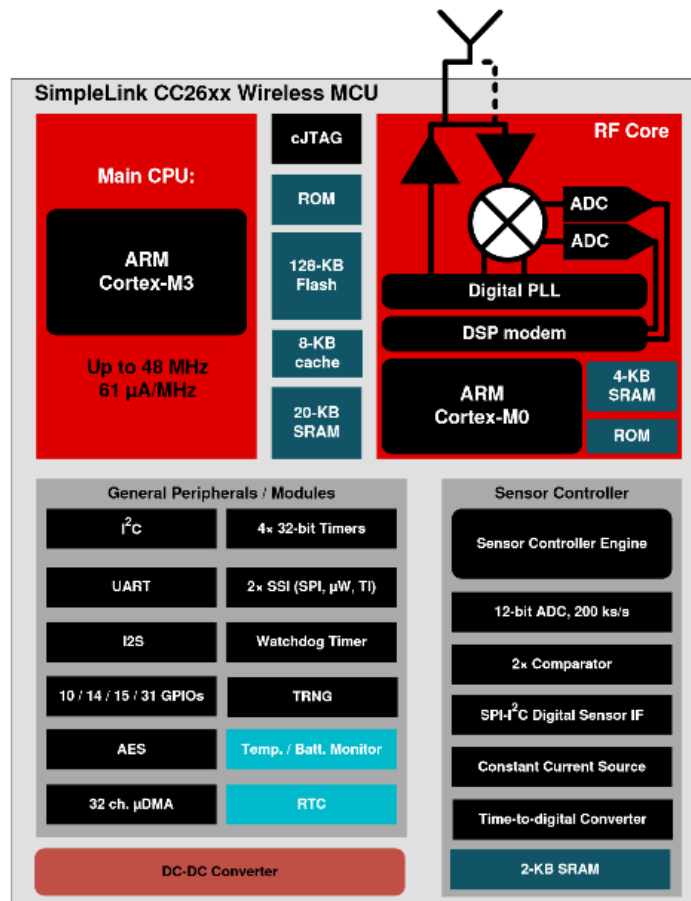 SimpleLink CC26xx Wireless MCU
Main CPU:
ARM
Cortex-M3
Up to 48 MHz
61 µA/MHz
cJTAG
ROM
128-KB
Flash
8-KB
cache
20-KB
SRAM
RF Core
ADC
ADC
Digital PLL
DSP modem
ARM
Cortex-M0
4-KB
SRAM
ROM
General Peripherals / Modules
I²C
4× 32-bit Timers
UART
2× SSI (SPI, µW, TI)
I2S
Watchdog Timer
10 / 14 / 15 / 31 GPIOs
TRNG
AES
Temp. / Batt. Monitor
32 ch. µDMA
RTC
DC-DC Converter
Sensor Controller
Sensor Controller Engine
12-bit ADC, 200 ks/s
2× Comparator
SPI-I²C Digital Sensor IF
Constant Current Source
Time-to-digital Converter
2-KB SRAM